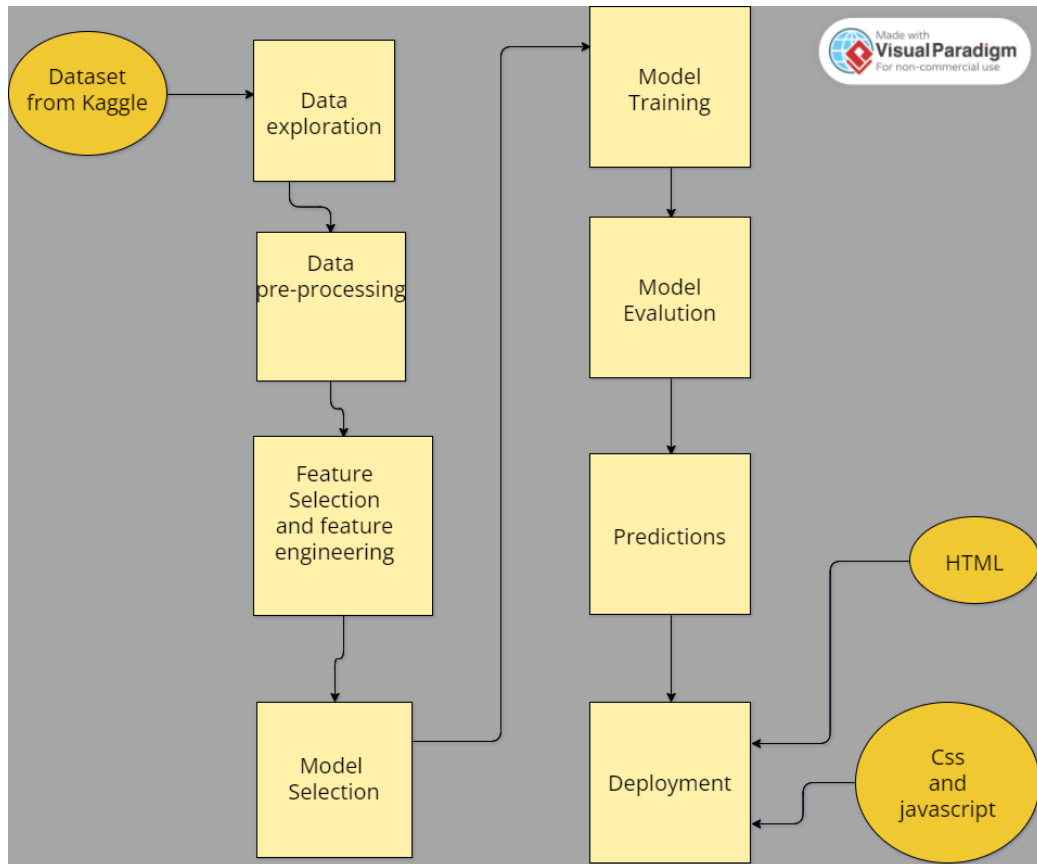 Dataset
from Kaggle
Data
exploration
Data
pre-processing
Feature
Selection
and feature
engineering
Model
Selection
Made with
Visual Paradigm
For non-commercial use
Model
Training
Model
Evalution
Predictions
Deployment
HTML
Css
and
javascript